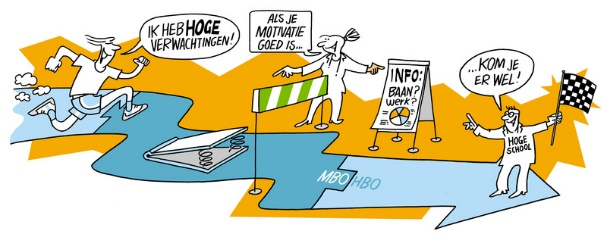 IK HEB HOGE
VERWACHTINGEN!
ALS JE
MOTIVATIE
GOED IS...
INFO:
BAAN?
werk?
...KOM JE
ER WEL!
HOGE
SCHOOL
MBO/HBO